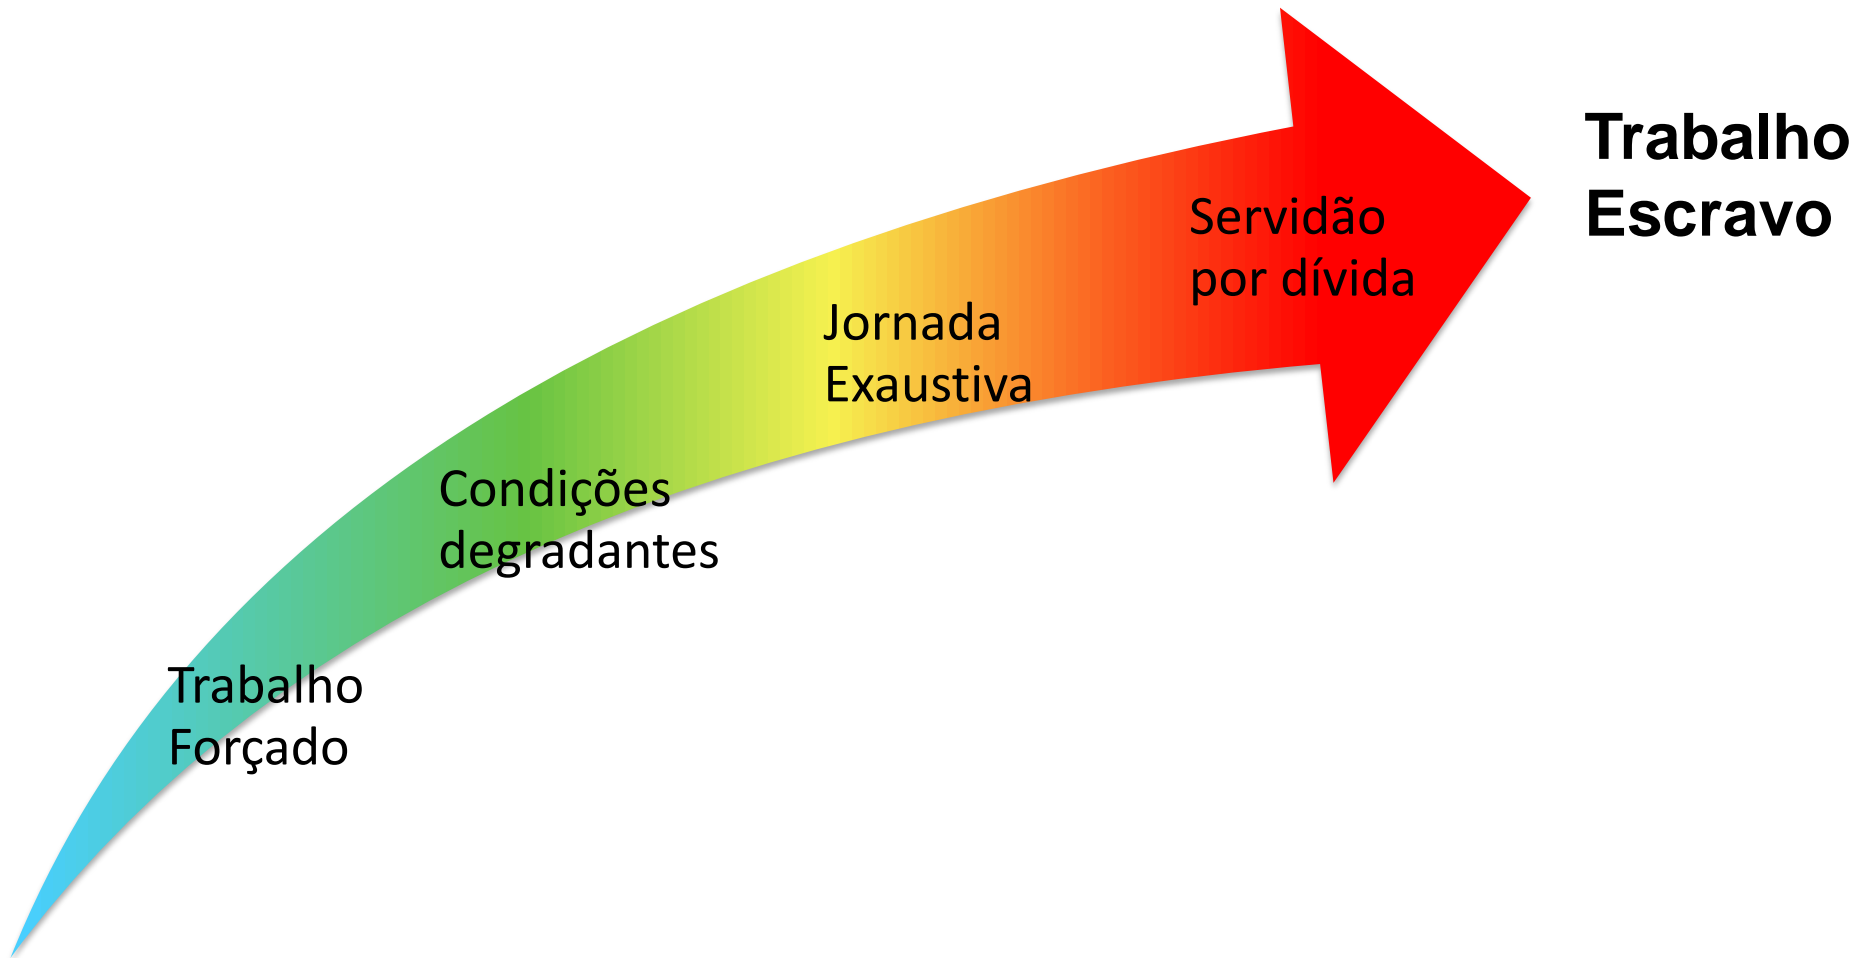 Trabalho
Escravo
Servidão
por dívida
Jornada
Exaustiva
Condições
degradantes
Trabalho
Forçado